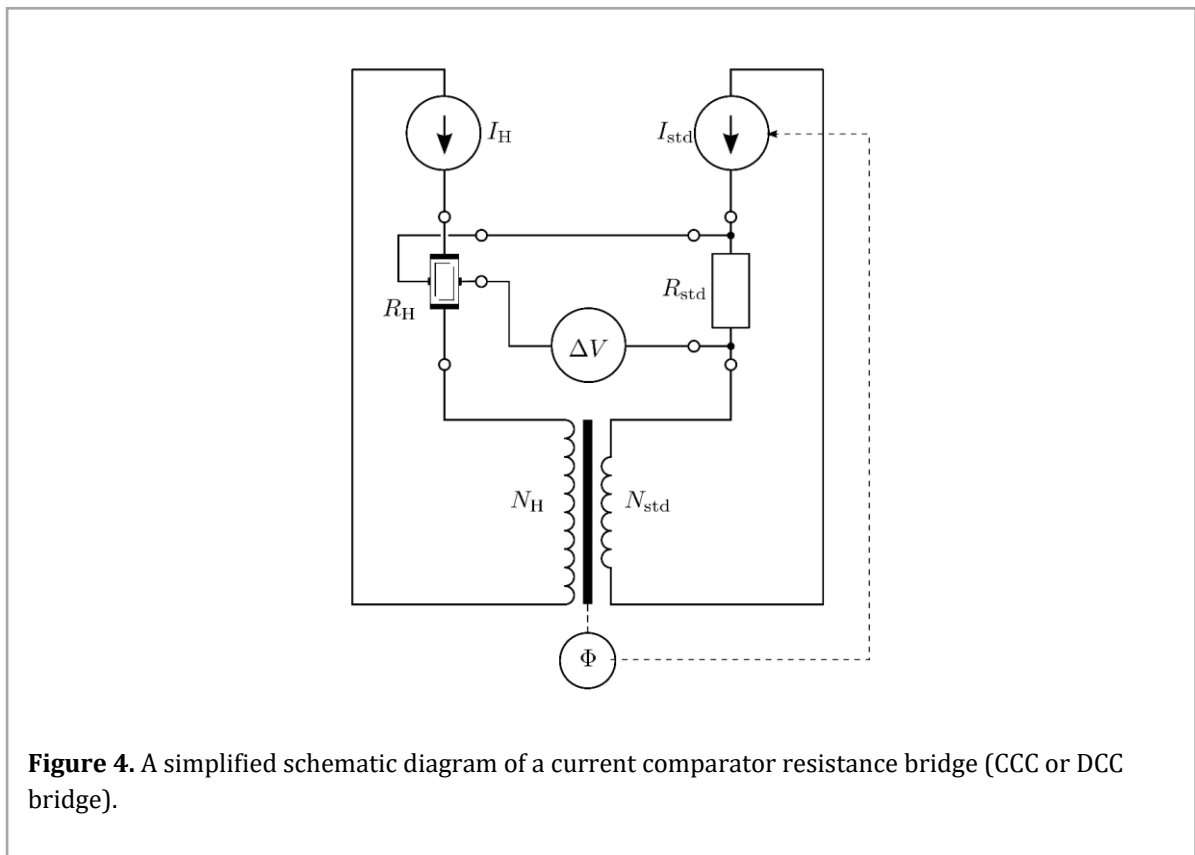 I_H
I_std
R_H
R_std
ΔV
N_H
N_std
Φ
Figure 4. A simplified schematic diagram of a current comparator resistance bridge (CCC or DCC
bridge).